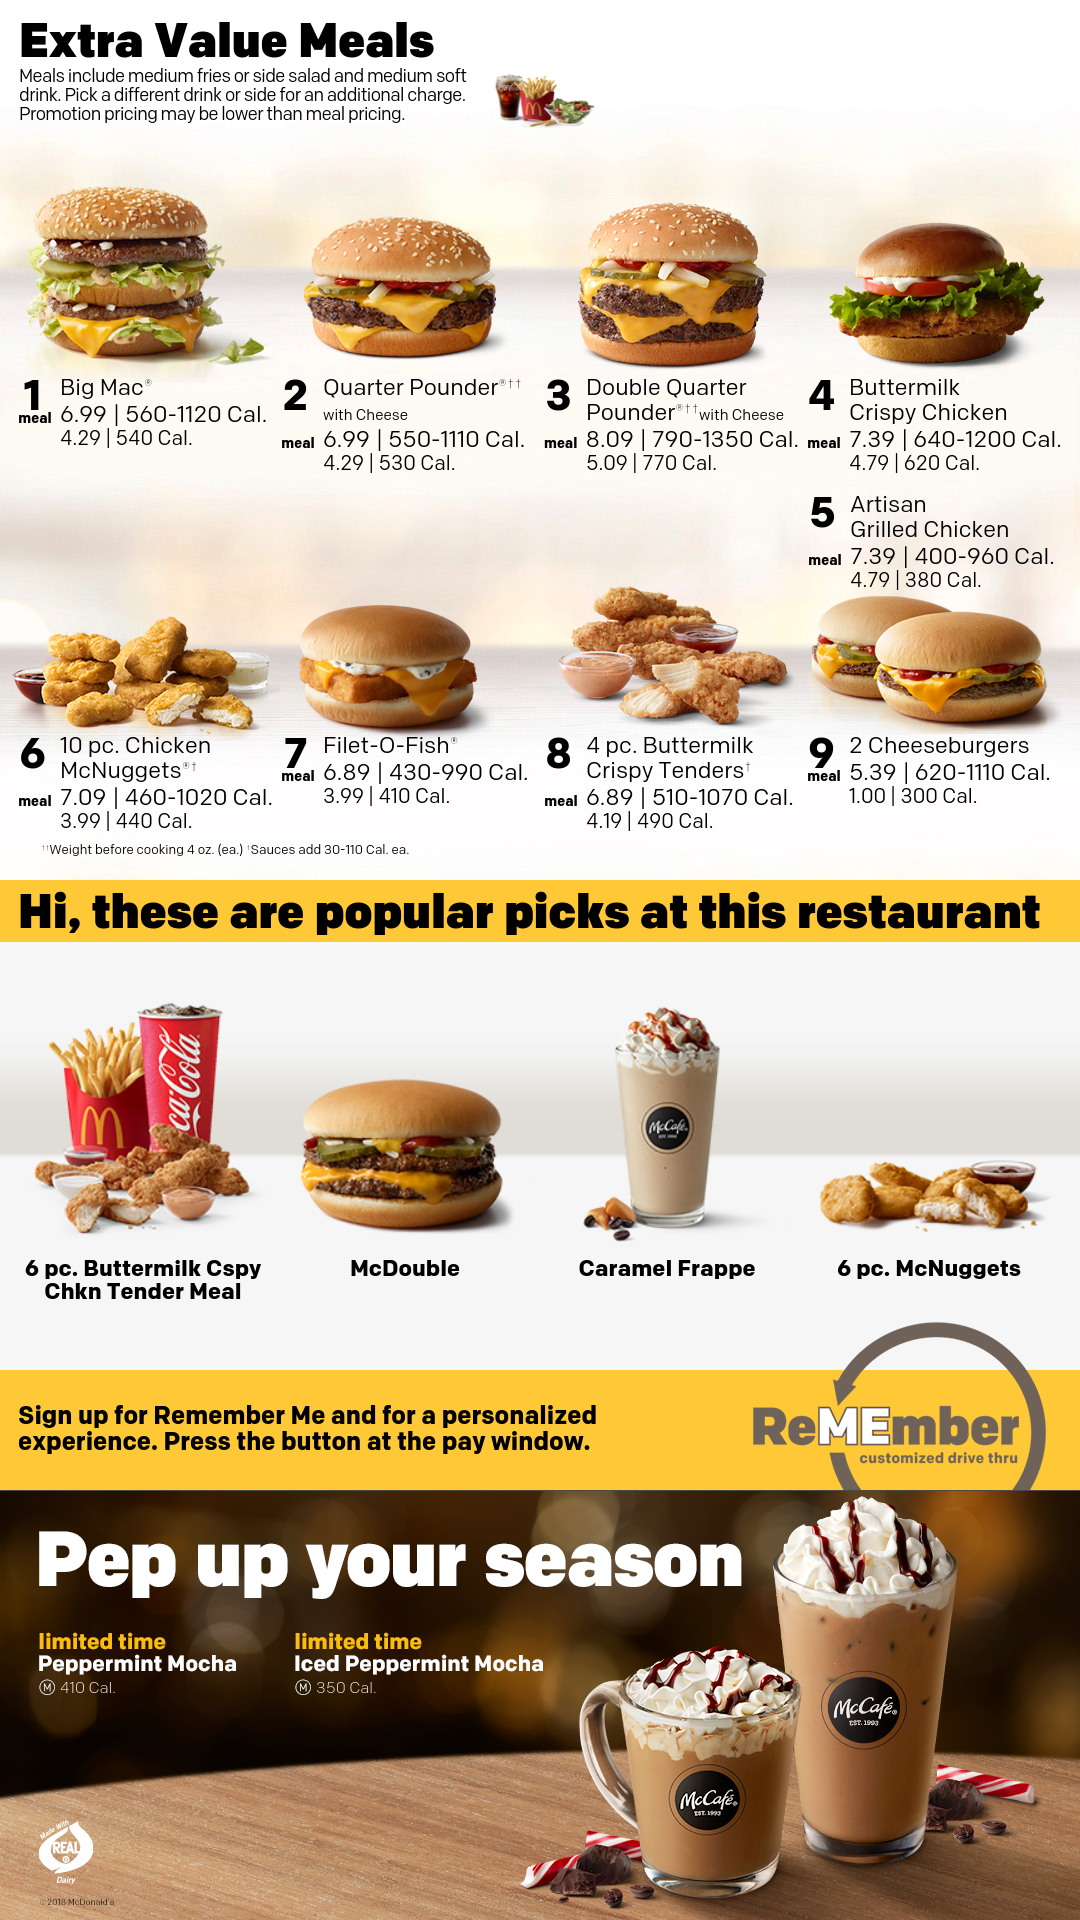 Extra Value Meals
Meals include medium fries or side salad and medium soft
drink. Pick a different drink or side for an additional charge.
Promotion pricing may be lower than meal pricing.
1 Big Mac®
meal 6.99 | 560-1120 Cal.
4.29 | 540 Cal.
2 Quarter Pounder®††
with Cheese
meal 6.99 | 550-1110 Cal.
4.29 | 530 Cal.
3 Double Quarter
Pounder®†† with Cheese
meal 8.09 | 790-1350 Cal.
5.09 | 770 Cal.
4 Buttermilk
Crispy Chicken
meal 7.39 | 640-1200 Cal.
4.79 | 620 Cal.
5 Artisan
Grilled Chicken
meal 7.39 | 400-960 Cal.
4.79 | 380 Cal.
6 10 pc. Chicken
McNuggets®†
meal 7.09 | 460-1020 Cal.
3.99 | 440 Cal.
7 Filet-O-Fish®
meal 6.89 | 430-990 Cal.
3.99 | 410 Cal.
8 4 pc. Buttermilk
Crispy Tenders†
meal 6.89 | 510-1070 Cal.
4.19 | 490 Cal.
9 2 Cheeseburgers
meal 5.39 | 620-1110 Cal.
1.00 | 300 Cal.
††Weight before cooking 4 oz. (ea.) †Sauces add 30-110 Cal. ea.
Hi, these are popular picks at this restaurant
ca-Cola
McCafé®
EST. 1993
6 pc. Buttermilk Cspy
Chkn Tender Meal
McDouble
Caramel Frappe
6 pc. McNuggets
Sign up for Remember Me and for a personalized
experience. Press the button at the pay window.
ReMEmber
customized drive thru
Pep up your season
limited time
Peppermint Mocha
M 410 Cal.
limited time
Iced Peppermint Mocha
M 350 Cal.
McCafé®
EST. 1993
McCafé®
EST. 1993
Made With
REAL
®
Dairy
©2018 McDonald's